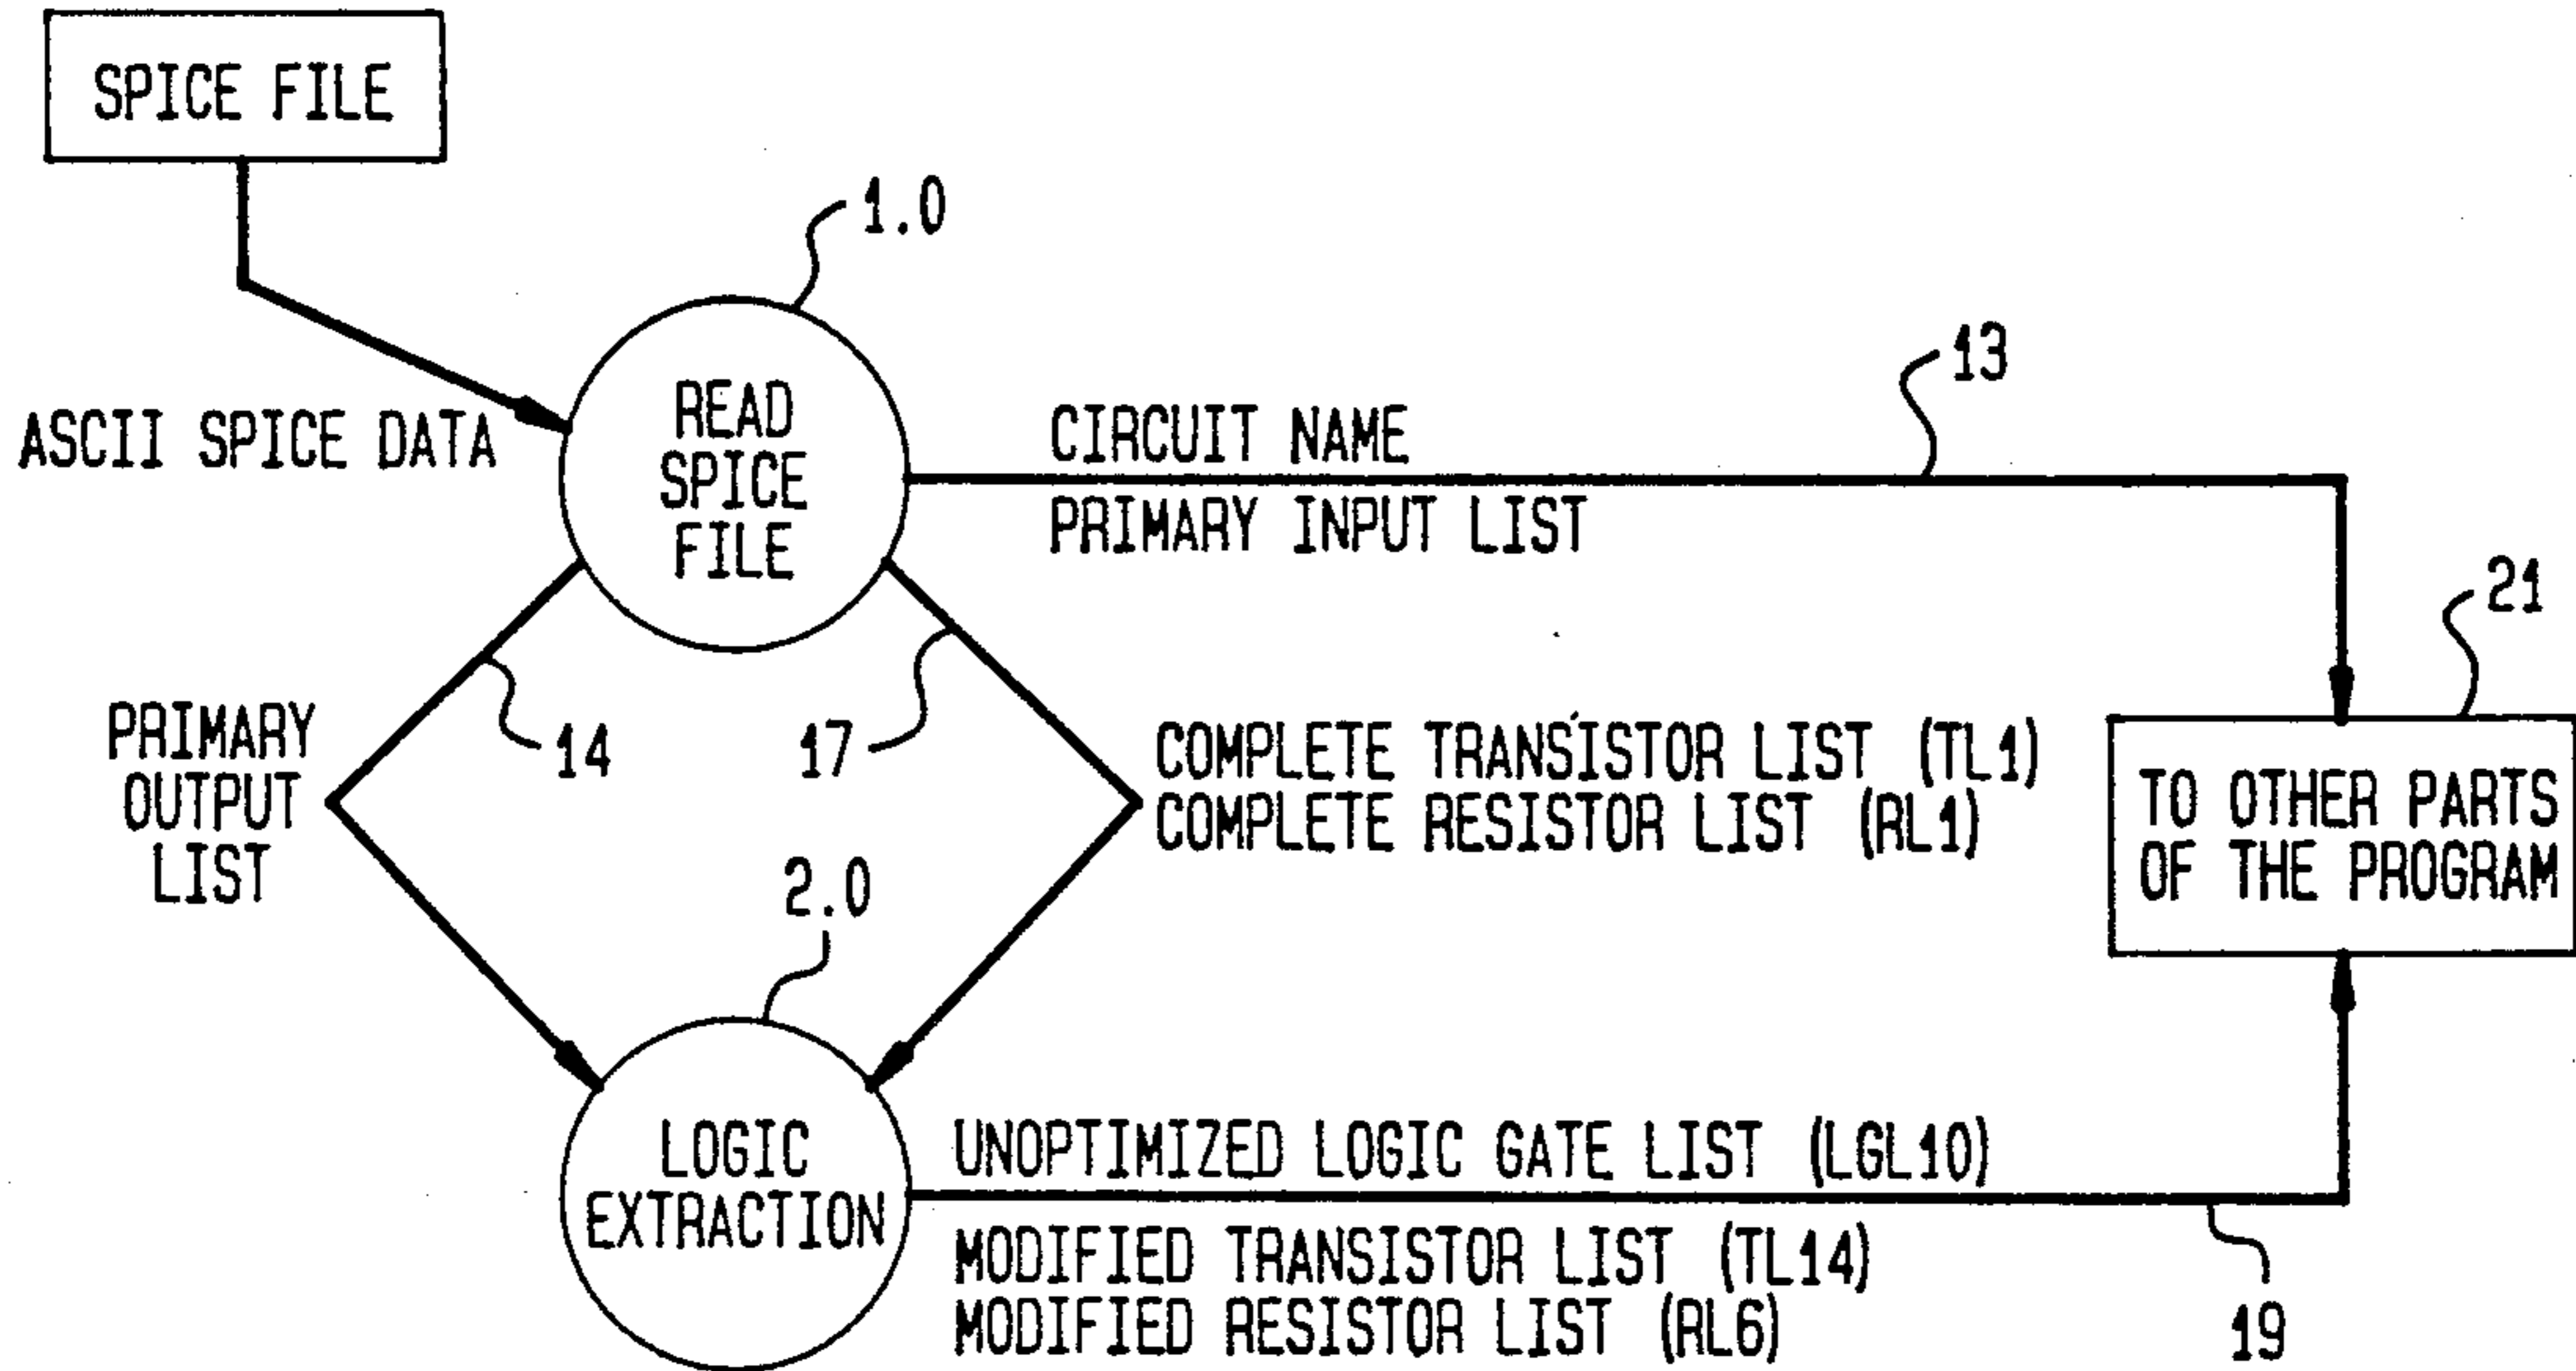 SPICE FILE
1.0
ASCII SPICE DATA
READ
SPICE
FILE
CIRCUIT NAME
PRIMARY INPUT LIST
13
21
14
17
PRIMARY
OUTPUT
LIST
COMPLETE TRANSISTOR LIST (TL1)
COMPLETE RESISTOR LIST (RL1)
TO OTHER PARTS
OF THE PROGRAM
2.0
LOGIC
EXTRACTION
UNOPTIMIZED LOGIC GATE LIST (LGL10)
MODIFIED TRANSISTOR LIST (TL14)
MODIFIED RESISTOR LIST (RL6)
19